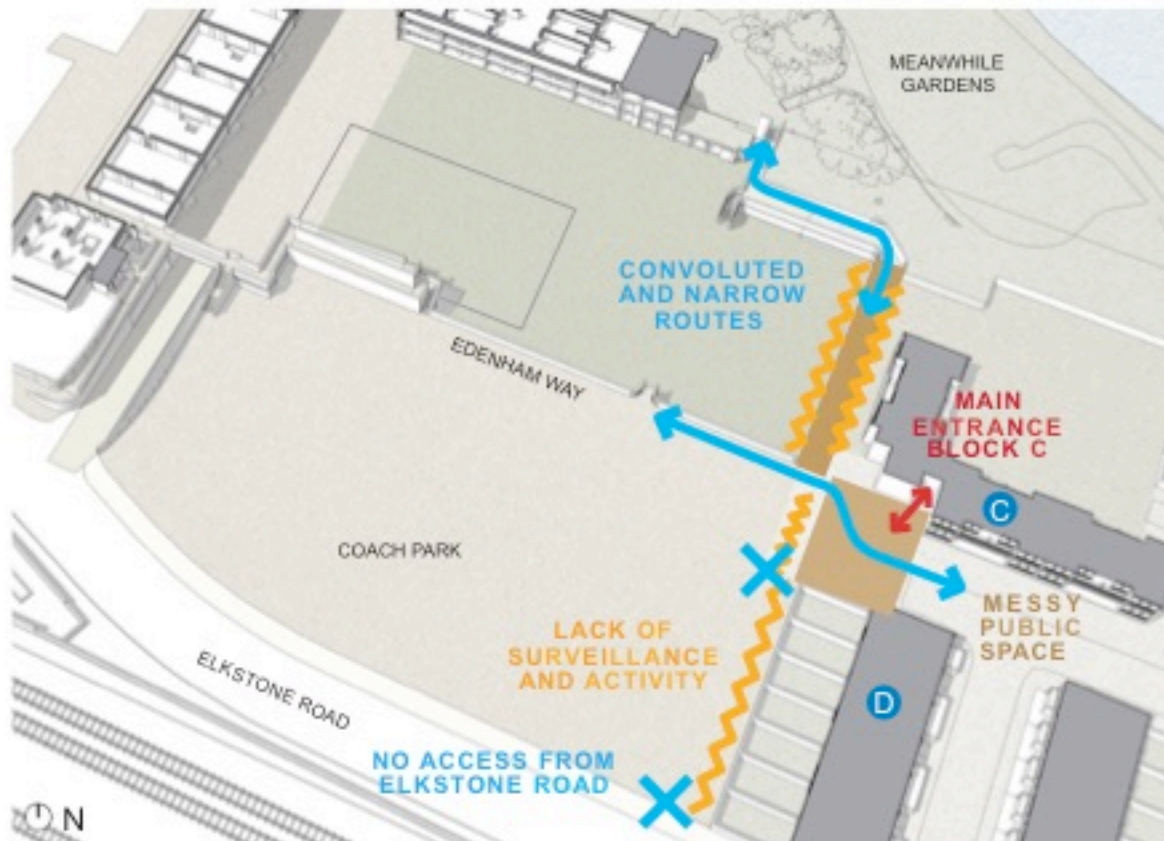 MEANWHILE
GARDENS
CONVOLUTED
AND NARROW
ROUTES
EDENHAM WAY
MAIN
ENTRANCE
BLOCK C
C
COACH PARK
MESSY
PUBLIC
SPACE
LACK OF
SURVEILLANCE
AND ACTIVITY
ELKSTONE ROAD
D
NO ACCESS FROM
ELKSTONE ROAD
N